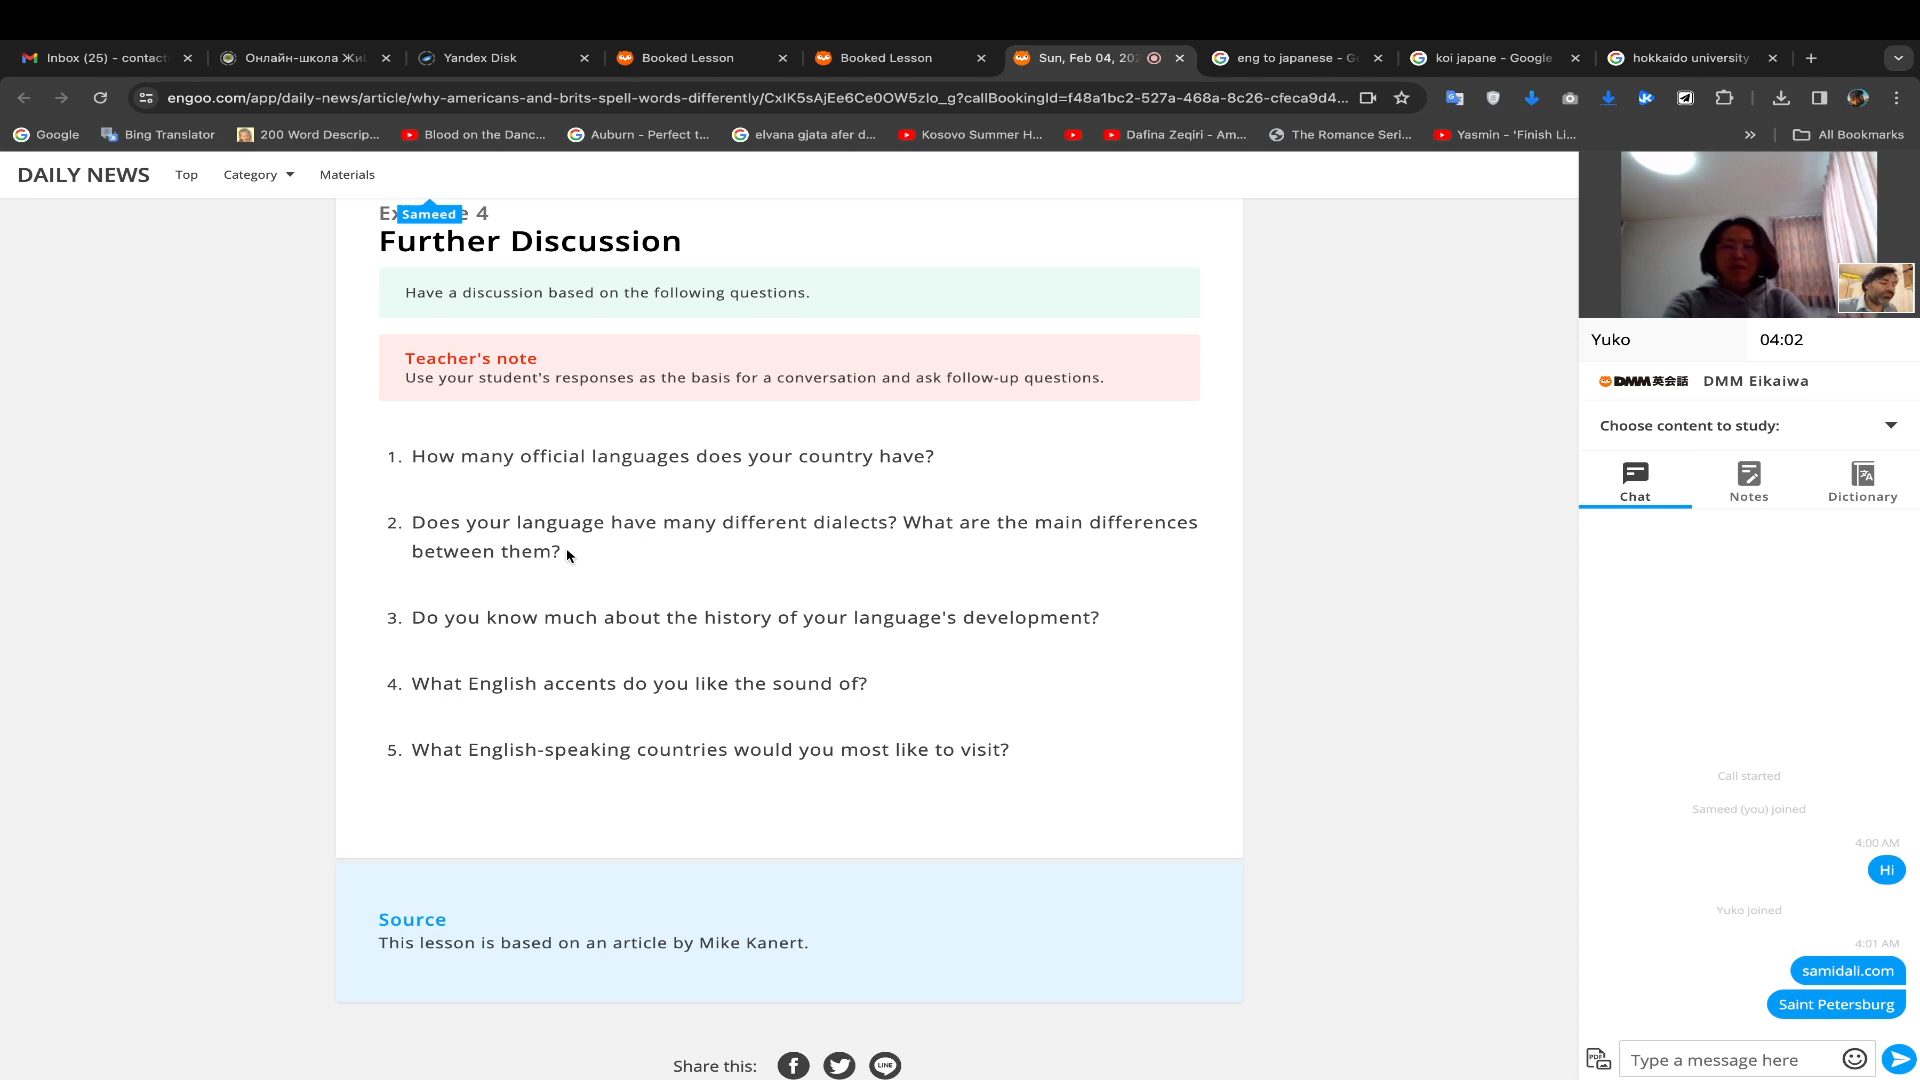 Inbox (25) - contact
Онлайн-школа Жи
Yandex Disk
Booked Lesson
Booked Lesson
Sun, Feb 04, 202
eng to japanese - Go
koi japane - Google
hokkaido university
engoo.com/app/daily-news/article/why-americans-and-brits-spell-words-differently/CxIK5sAjEe6Ce0OW5zlo_g?callBookingId=f48a1bc2-527a-468a-8c26-cfeca9d4...
Google
Bing Translator
200 Word Descrip...
Blood on the Danc...
Auburn - Perfect t...
elvana gjata afer d...
Kosovo Summer H...
Dafina Zeqiri - Am...
The Romance Seri...
Yasmin - 'Finish Li...
All Bookmarks
DAILY NEWS
Top
Category
Materials
Sameed
Ex e 4
Further Discussion
Have a discussion based on the following questions.
Teacher's note
Use your student's responses as the basis for a conversation and ask follow-up questions.
1. How many official languages does your country have?
2. Does your language have many different dialects? What are the main differences
between them?
3. Do you know much about the history of your language's development?
4. What English accents do you like the sound of?
5. What English-speaking countries would you most like to visit?
Source
This lesson is based on an article by Mike Kanert.
Share this:
LINE
Yuko
04:02
DMM英会話 DMM Eikaiwa
Choose content to study:
Chat
Notes
Dictionary
Call started
Sameed (you) joined
4:00 AM
Hi
Yuko joined
4:01 AM
samidali.com
Saint Petersburg
PDF
Type a message here